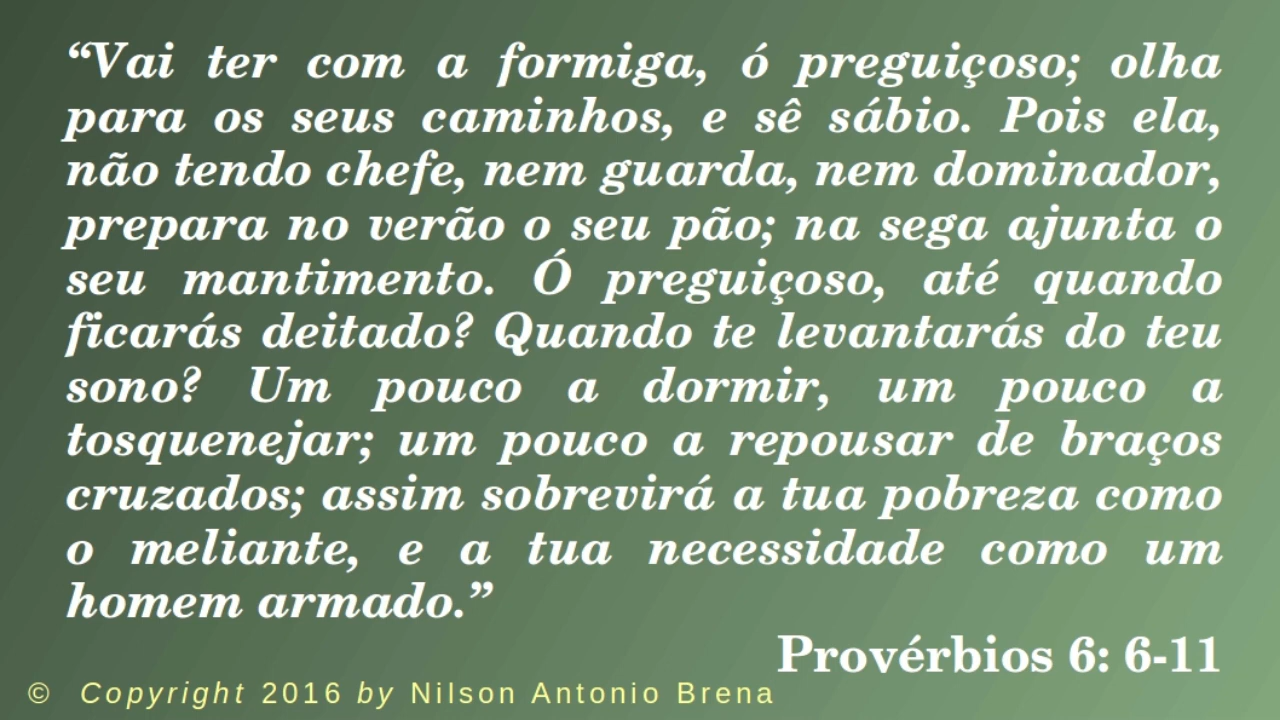 “Vai ter com a formiga, ó preguiçoso; olha
para os seus caminhos, e sê sábio. Pois ela,
não tendo chefe, nem guarda, nem dominador,
prepara no verão o seu pão; na sega ajunta o
seu mantimento. Ó preguiçoso, até quando
ficarás deitado? Quando te levantarás do teu
sono? Um pouco a dormir, um pouco a
tosquenejar; um pouco a repousar de braços
cruzados; assim sobrevirá a tua pobreza como
o meliante, e a tua necessidade como um
homem armado.”
Provérbios 6: 6-11
© Copyright 2016 by Nilson Antonio Brena